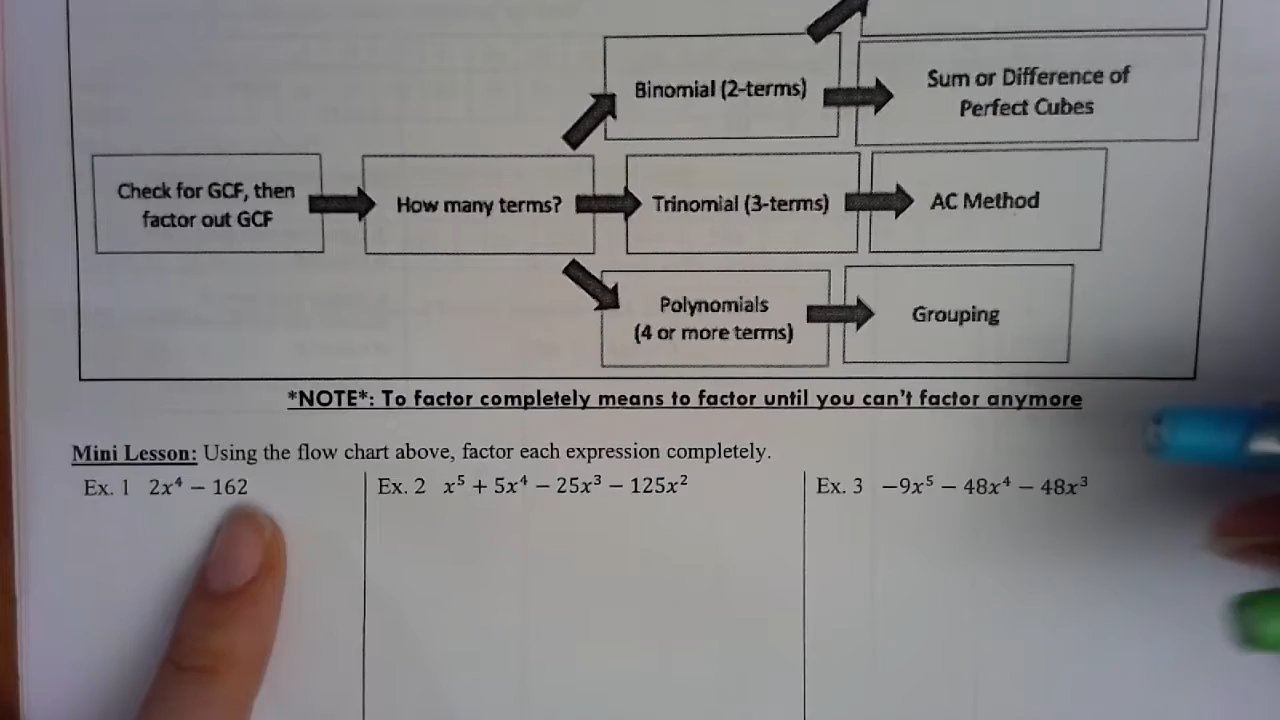 Binomial (2-terms)
Sum or Difference of
Perfect Cubes
Check for GCF, then
factor out GCF
How many terms?
Trinomial (3-terms)
AC Method
Polynomials
(4 or more terms)
Grouping
*NOTE*: To factor completely means to factor until you can't factor anymore
Mini Lesson: Using the flow chart above, factor each expression completely.
Ex. 1 2x⁴ − 162
Ex. 2 x⁵ + 5x⁴ − 25x³ − 125x²
Ex. 3 −9x⁵ − 48x⁴ − 48x³